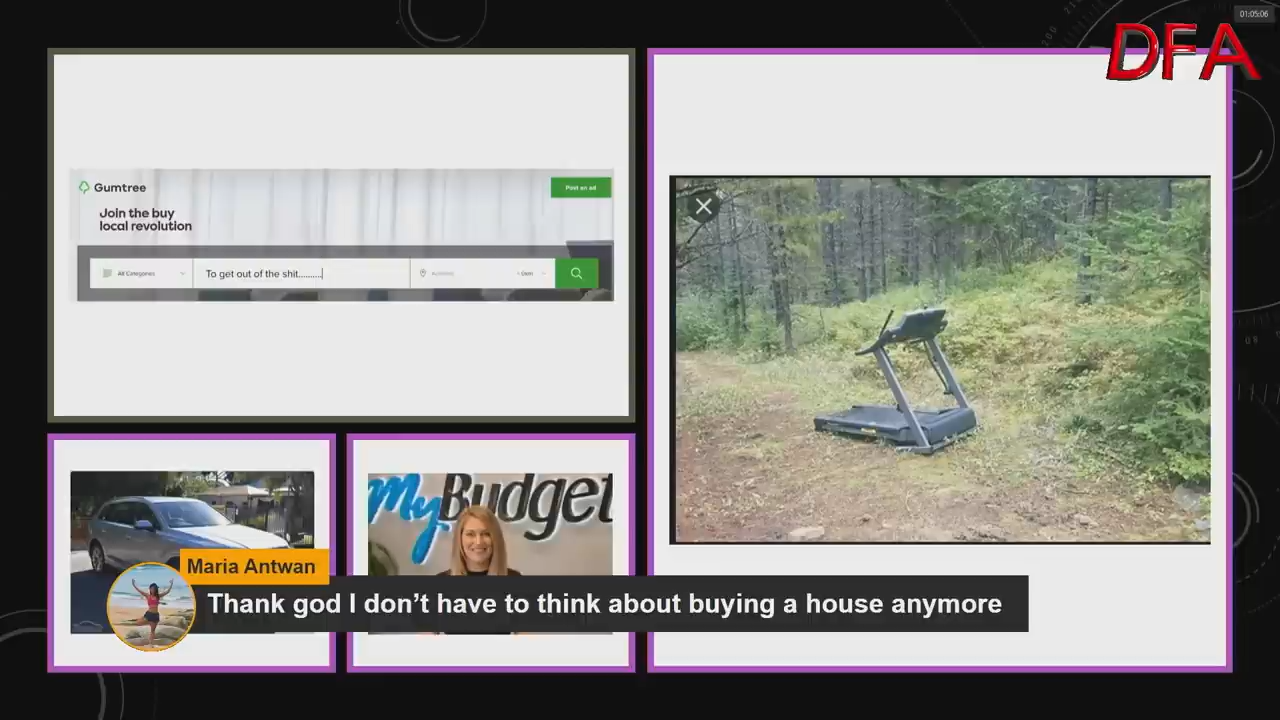 01:05:06
DFA
Gumtree
Post an ad
Join the buy
local revolution
All Categories
To get out of the shit.........
MyBudget
Maria Antwan
Thank god I don’t have to think about buying a house anymore